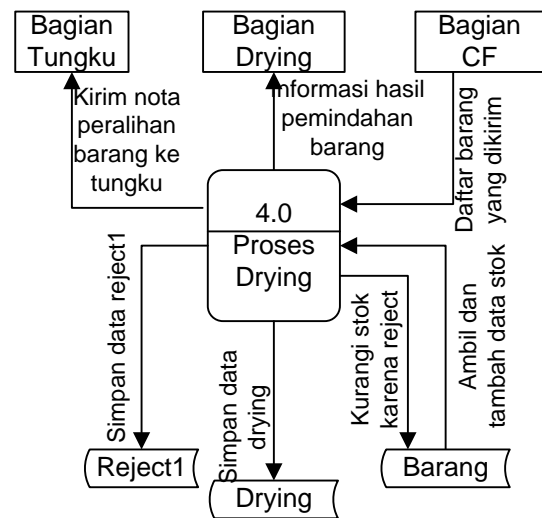 Bagian
Tungku
Bagian
Drying
Bagian
CF
Kirim nota
peralihan
barang ke
tungku
Informasi hasil
pemindahan
barang
Daftar barang
yang dikirim
4.0
Proses
Drying
Simpan data reject1
Simpan data
drying
Kurangi stok
karena reject
Ambil dan
tambah data stok
Reject1
Drying
Barang